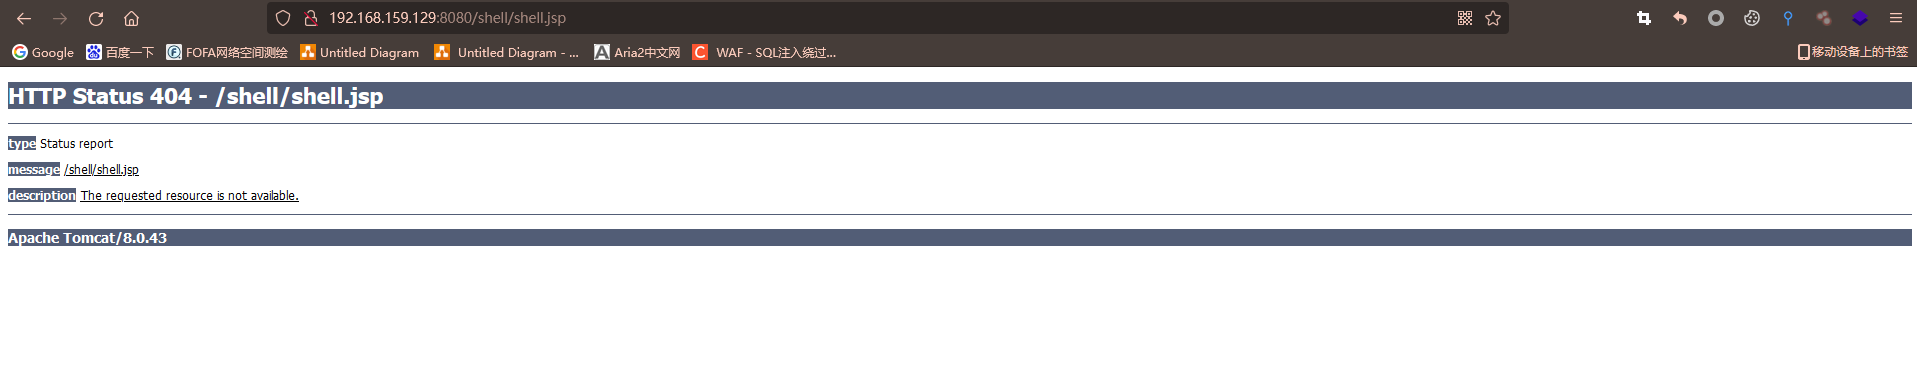 192.168.159.129:8080/shell/shell.jsp
Google 百度一下 FOFA网络空间测绘 Untitled Diagram Untitled Diagram - ... Aria2中文网 WAF - SQL注入绕过... 移动设备上的书签
HTTP Status 404 - /shell/shell.jsp
type Status report
message /shell/shell.jsp
description The requested resource is not available.
Apache Tomcat/8.0.43